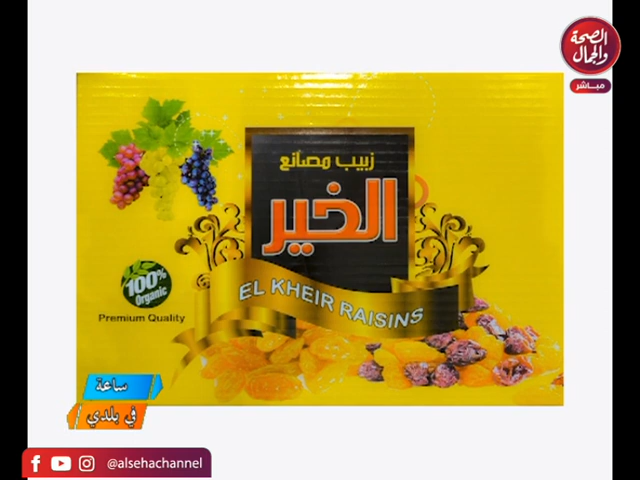 الصحة
والجمال
مباشر
زبيب مصانع
الخير
EL KHEIR RAISINS
100%
Organic
Premium Quality
ساعة
في بلدي
@alsehachannel